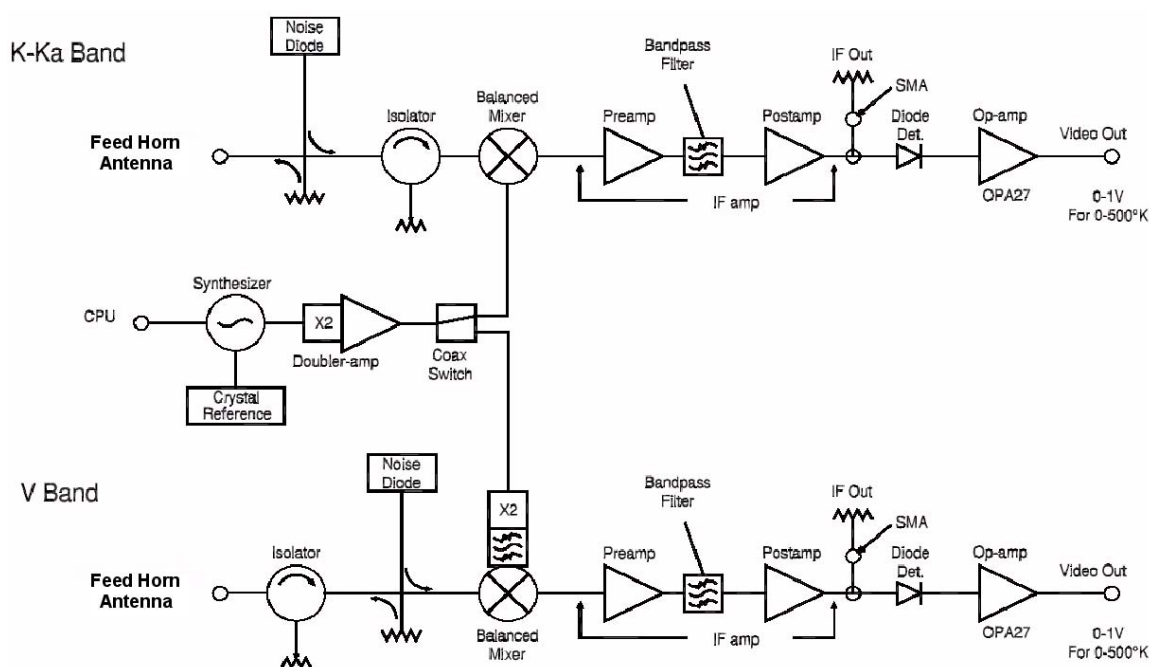 K-Ka Band
Noise
Diode
Feed Horn
Antenna
Isolator
Balanced
Mixer
Preamp
Bandpass
Filter
Postamp
IF amp
IF Out
SMA
Diode
Det.
Op-amp
OPA27
Video Out
0-1V
For 0-500°K
CPU
Synthesizer
Crystal
Reference
X2
Doubler-amp
Coax
Switch
V Band
Feed Horn
Antenna
Isolator
Noise
Diode
X2
Balanced
Mixer
Preamp
Bandpass
Filter
Postamp
IF amp
IF Out
SMA
Diode
Det.
Op-amp
OPA27
Video Out
0-1V
For 0-500°K